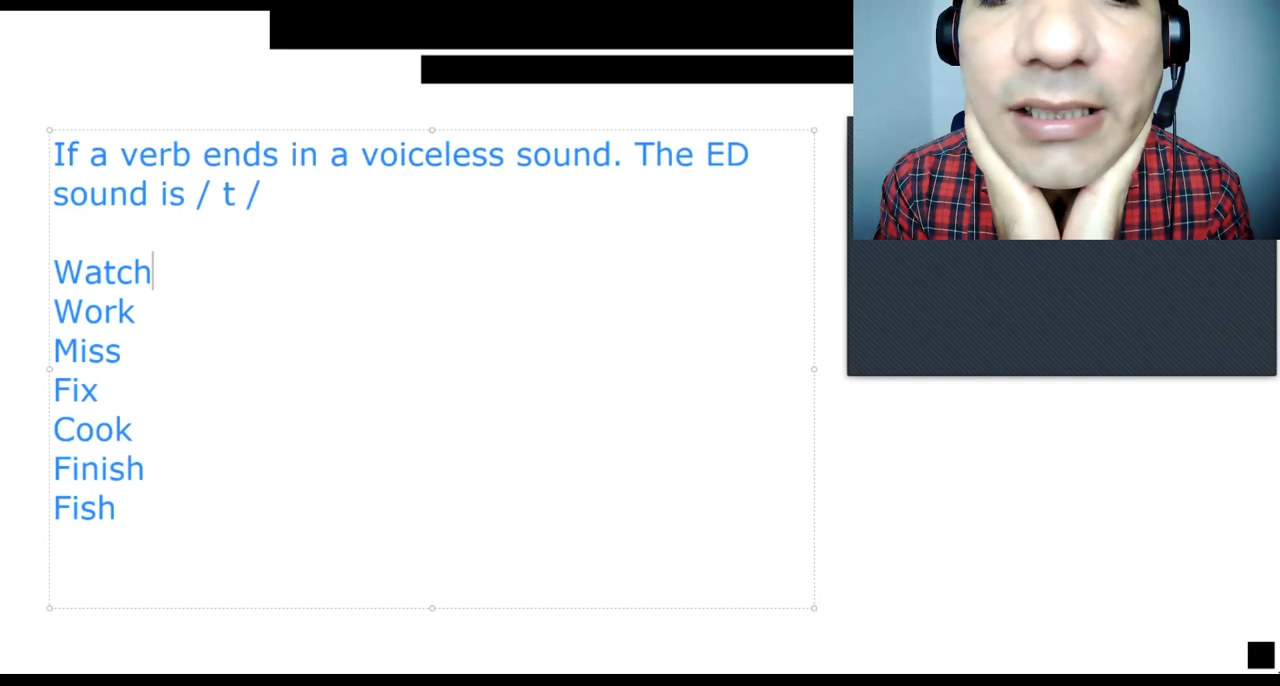 If a verb ends in a voiceless sound. The ED
sound is / t /
Watch
Work
Miss
Fix
Cook
Finish
Fish